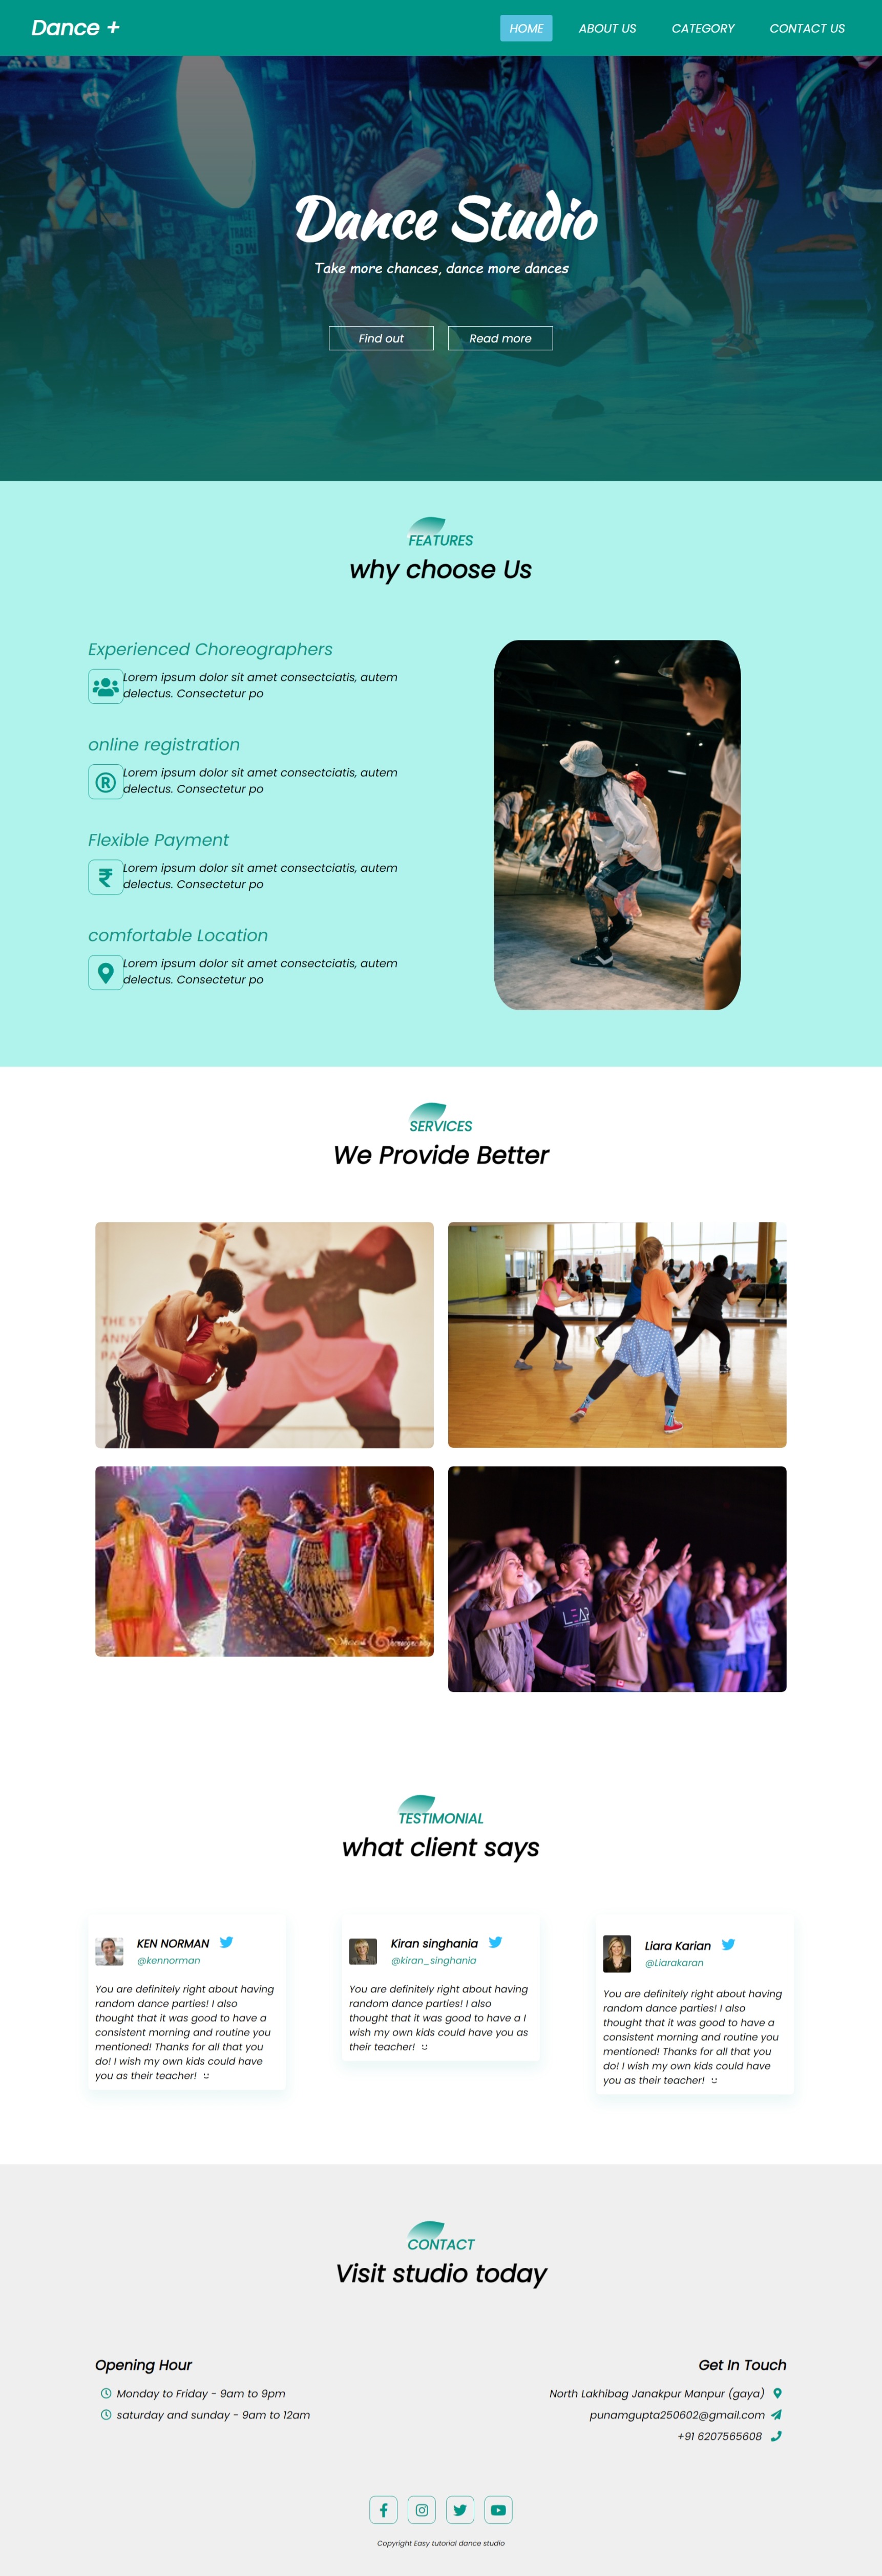 Dance +
HOME
ABOUT US
CATEGORY
CONTACT US
Dance Studio
Take more chances, dance more dances
Find out
Read more
FEATURES
why choose Us
Experienced Choreographers
Lorem ipsum dolor sit amet consectciatis, autem
delectus. Consectetur po
online registration
Lorem ipsum dolor sit amet consectciatis, autem
delectus. Consectetur po
Flexible Payment
Lorem ipsum dolor sit amet consectciatis, autem
delectus. Consectetur po
comfortable Location
Lorem ipsum dolor sit amet consectciatis, autem
delectus. Consectetur po
SERVICES
We Provide Better
TESTIMONIAL
what client says
KEN NORMAN
@kennorman
You are definitely right about having
random dance parties! I also
thought that it was good to have a
consistent morning and routine you
mentioned! Thanks for all that you
do! I wish my own kids could have
you as their teacher!
Kiran singhania
@kiran_singhania
You are definitely right about having
random dance parties! I also
thought that it was good to have a I
wish my own kids could have you as
their teacher!
Liara Karian
@Liarakaran
You are definitely right about having
random dance parties! I also
thought that it was good to have a
consistent morning and routine you
mentioned! Thanks for all that you
do! I wish my own kids could have
you as their teacher!
CONTACT
Visit studio today
Opening Hour
Monday to Friday - 9am to 9pm
saturday and sunday - 9am to 12am
Get In Touch
North Lakhibag Janakpur Manpur (gaya)
punamgupta250602@gmail.com
+91 6207565608
Copyright Easy tutorial dance studio